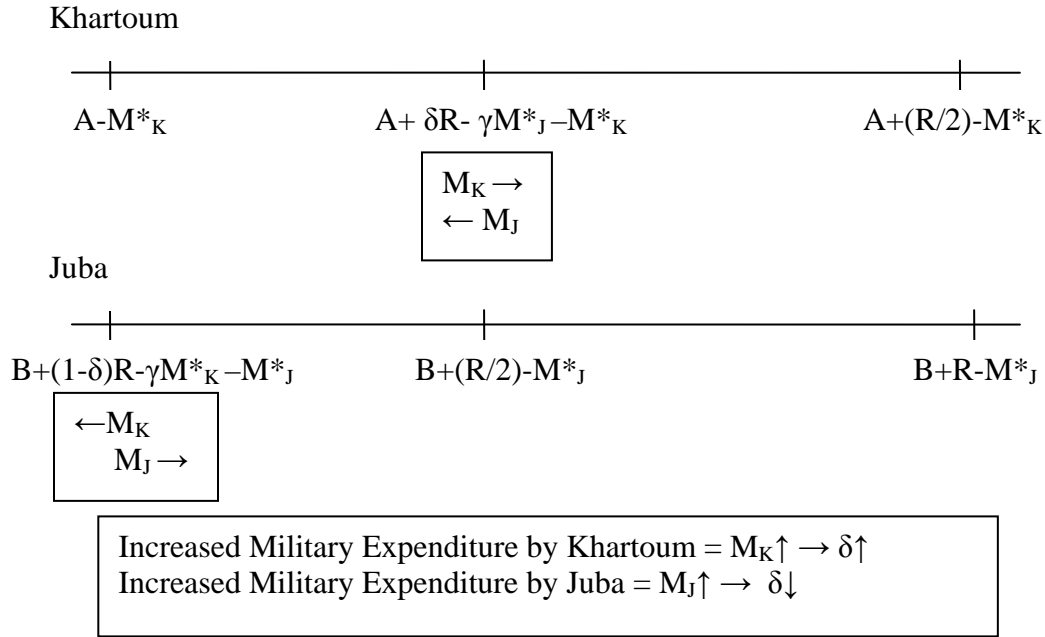 Khartoum
A-M*K A+ δR- γM*J –M*K A+(R/2)-M*K
MK →
← MJ
Juba
B+(1-δ)R-γM*K –M*J B+(R/2)-M*J B+R-M*J
←MK
MJ →
Increased Military Expenditure by Khartoum = MK↑ → δ↑
Increased Military Expenditure by Juba = MJ↑ → δ↓